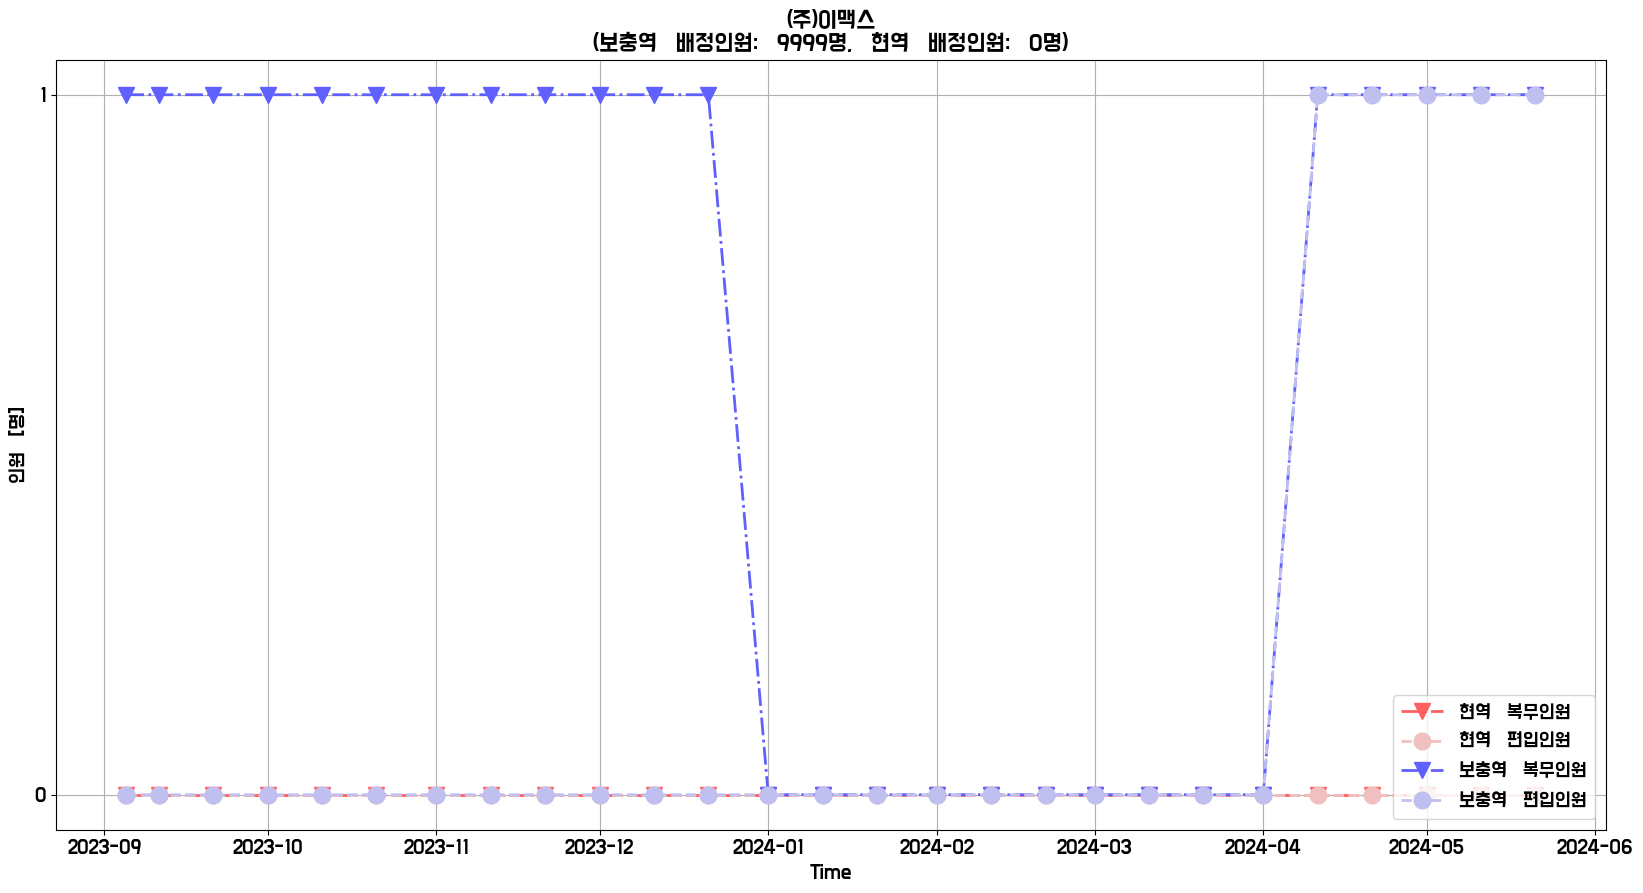 (주)이맥스
(보충역 배정인원: 9999명, 현역 배정인원: 0명)
인원 [명]
1
0
2023-09 2023-10 2023-11 2023-12 2024-01 2024-02 2024-03 2024-04 2024-05 2024-06
Time
현역 복무인원
현역 편입인원
보충역 복무인원
보충역 편입인원